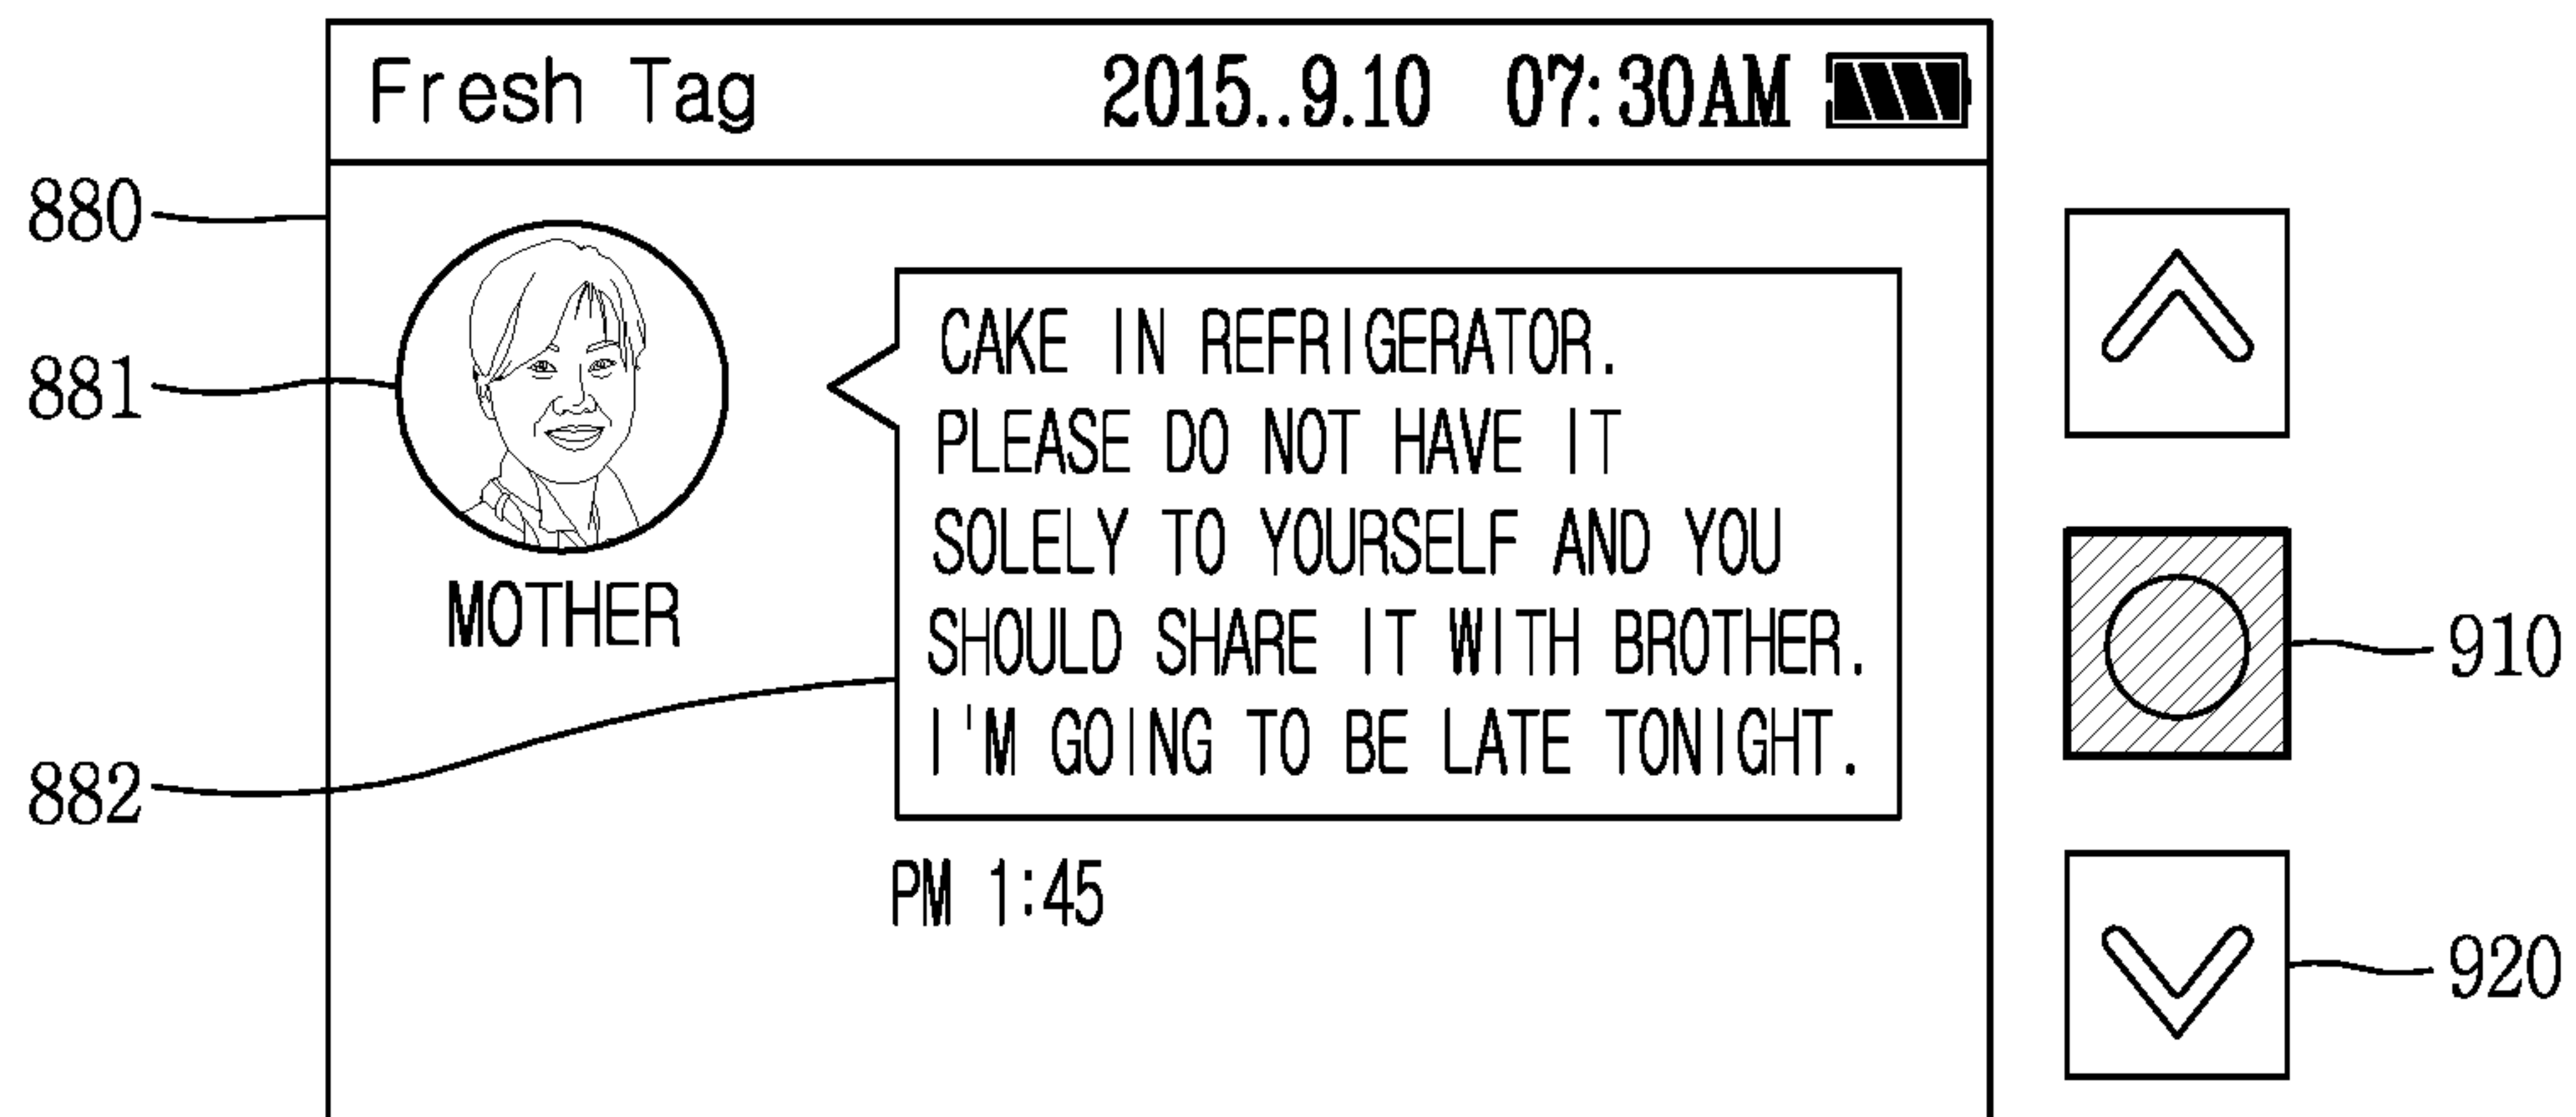 Fresh Tag 2015..9.10 07:30AM
880
881
MOTHER
CAKE IN REFRIGERATOR.
PLEASE DO NOT HAVE IT
SOLELY TO YOURSELF AND YOU
SHOULD SHARE IT WITH BROTHER.
I'M GOING TO BE LATE TONIGHT.
882
PM 1:45
910
920